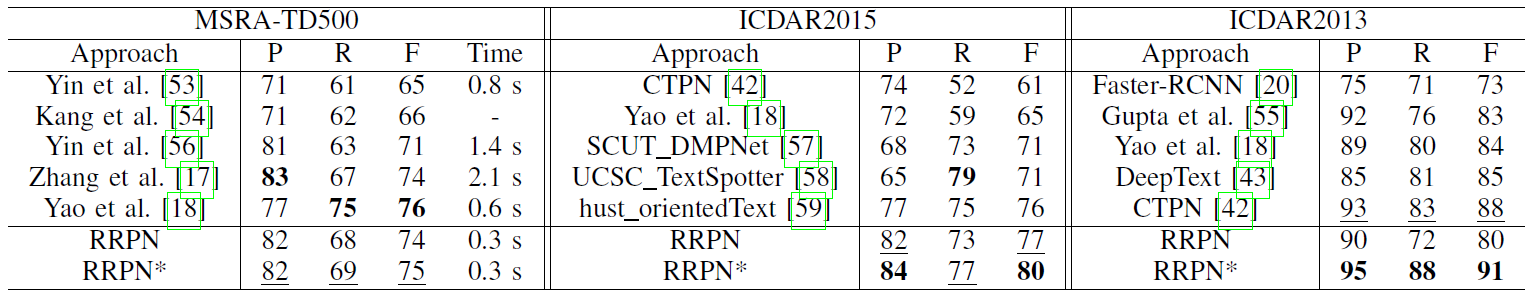 MSRA-TD500 ICDAR2015 ICDAR2013
Approach P R F Time Approach P R F Approach P R F
Yin et al. [53] 71 61 65 0.8 s CTPN [42] 74 52 61 Faster-RCNN [20] 75 71 73
Kang et al. [54] 71 62 66 - Yao et al. [18] 72 59 65 Gupta et al. [55] 92 76 83
Yin et al. [56] 81 63 71 1.4 s SCUT_DMPNet [57] 68 73 71 Yao et al. [18] 89 80 84
Zhang et al. [17] 83 67 74 2.1 s UCSC_TextSpotter [58] 65 79 71 DeepText [43] 85 81 85
Yao et al. [18] 77 75 76 0.6 s hust_orientedText [59] 77 75 76 CTPN [42] 93 83 88
RRPN 82 68 74 0.3 s RRPN 82 73 77 RRPN 90 72 80
RRPN* 82 69 75 0.3 s RRPN* 84 77 80 RRPN* 95 88 91